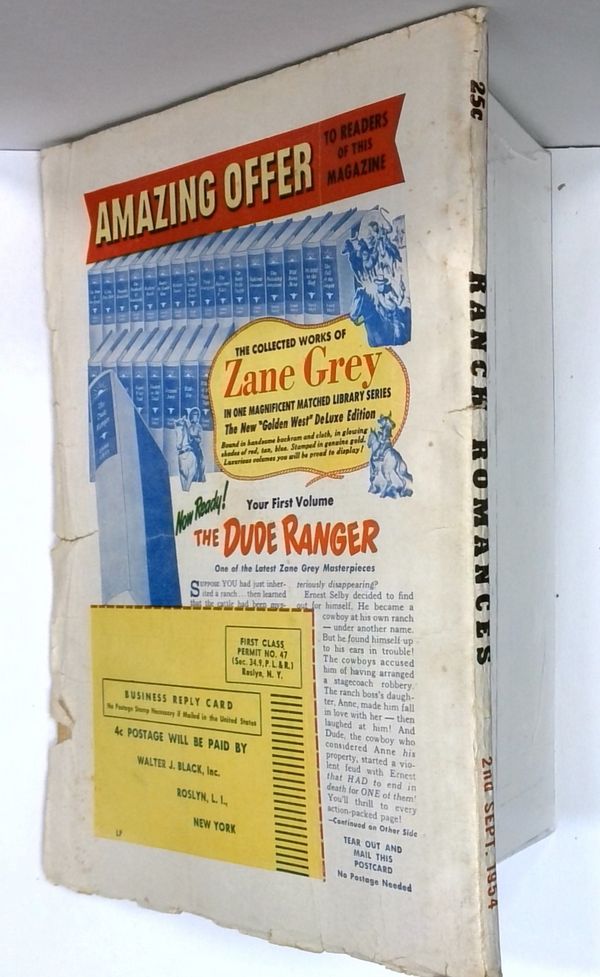 AMAZING OFFER
TO READERS
OF THIS
MAGAZINE
THE COLLECTED WORKS OF
Zane Grey
IN ONE MAGNIFICENT MATCHED LIBRARY SERIES
The New "Golden West" DeLuxe Edition
Bound in handsome buckram and cloth, in glowing
shades of red, tan, blue. Stamped in genuine gold.
Luxurious volumes you will be proud to display!
Now Ready!
Your First Volume
THE DUDE RANGER
One of the Latest Zane Grey Masterpieces
SUPPOSE YOU had just inher-
ited a ranch... then learned
that the cattle had been mys-
teriously disappearing?
Ernest Selby decided to find
out for himself. He became a
cowboy at his own ranch
—under another name.
But he found himself up
to his ears in trouble!
The cowboys accused
him of having arranged
a stagecoach robbery.
The ranch boss's daugh-
ter, Anne, made him fall
in love with her—then
laughed at him! And
Dude, the cowboy who
considered Anne his
property, started a vio-
lent feud with Ernest
that HAD to end in
death for ONE of them!
You'll thrill to every
action-packed page!
—Continued on Other Side
TEAR OUT AND
MAIL THIS
POSTCARD
No Postage Needed
FIRST CLASS
PERMIT NO. 47
(Sec. 34.9, P. L. & R.)
Roslyn, N. Y.
BUSINESS REPLY CARD
No Postage Stamp Necessary if Mailed in the United States
4c POSTAGE WILL BE PAID BY
WALTER J. BLACK, Inc.
ROSLYN, L. I.,
NEW YORK
LF
25c
RANCH ROMANCES
2nd SEPT. 1954